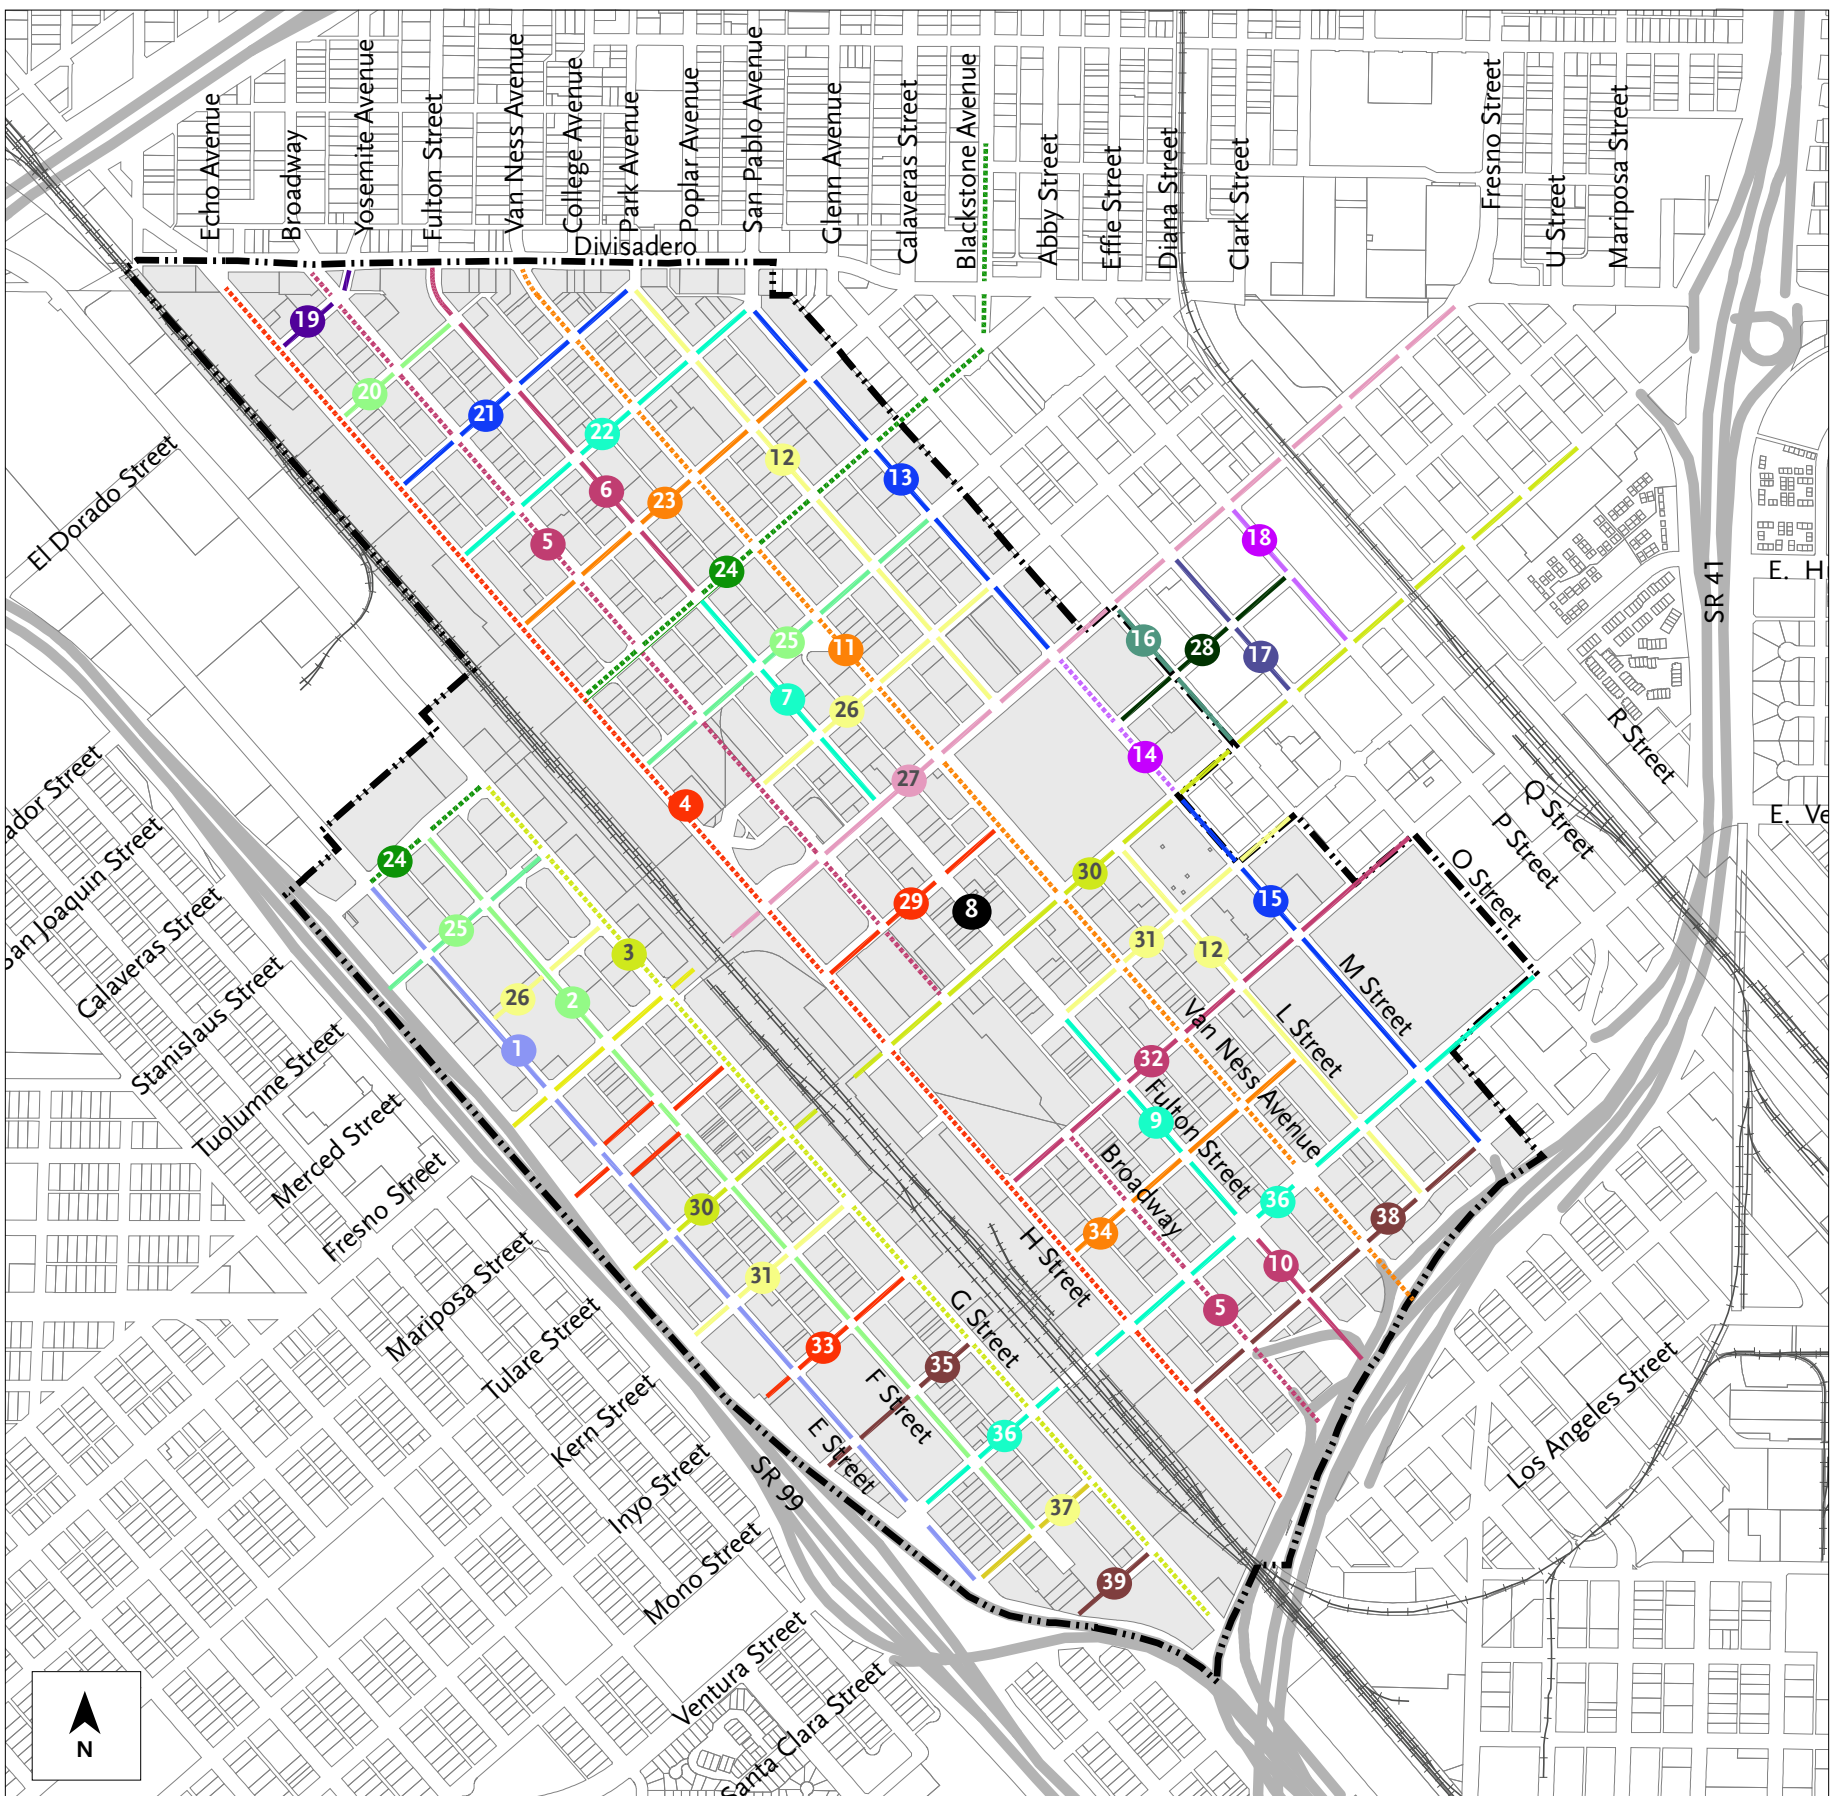 Echo Avenue
Broadway
Yosemite Avenue
Fulton Street
Van Ness Avenue
College Avenue
Park Avenue
Poplar Avenue
San Pablo Avenue
Glenn Avenue
Calaveras Street
Blackstone Avenue
Abby Street
Effie Street
Diana Street
Clark Street
Fresno Street
U Street
Mariposa Street
Divisadero
19
20
21
22
12
13
6
23
5
18
El Dorado Street
24
SR 41
E. H
25
11
16
28
17
7
26
14
R Street
27
4
Q Street
P Street
E. Ve
ador Street
24
30
O Street
San Joaquin Street
29
8
15
Calaveras Street
25
3
31
12
M Street
Stanislaus Street
26
2
L Street
Van Ness Avenue
1
32
Tuolumne Street
Fulton Street
9
Merced Street
Broadway
Fresno Street
30
36
38
34
H Street
10
Mariposa Street
31
G Street
5
Tulare Street
33
35
F Street
Los Angeles Street
Kern Street
E Street
36
SR 99
Inyo Street
37
Mono Street
39
Ventura Street
Santa Clara Street
N